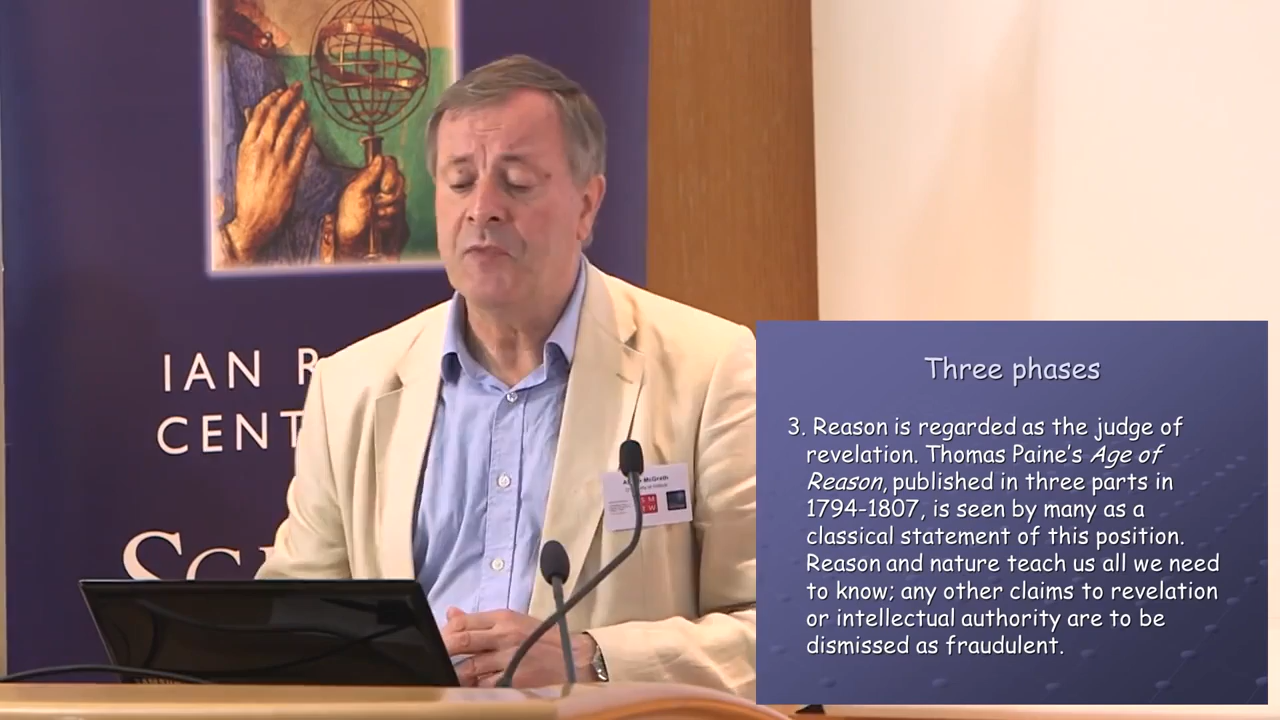 IAN R
CENT
SCI
McGrath
Three phases
3. Reason is regarded as the judge of
revelation. Thomas Paine's Age of
Reason, published in three parts in
1794-1807, is seen by many as a
classical statement of this position.
Reason and nature teach us all we need
to know; any other claims to revelation
or intellectual authority are to be
dismissed as fraudulent.